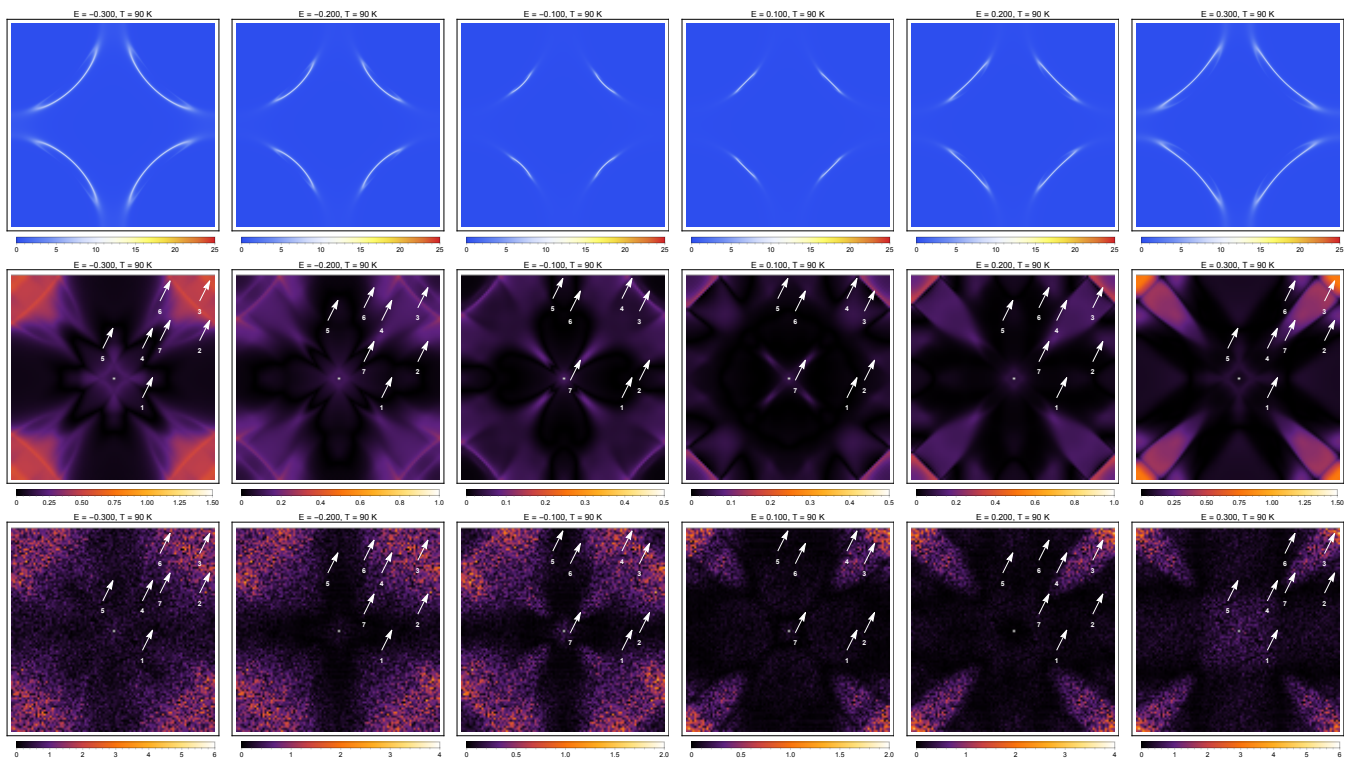 E = −0.300, T = 90 K
E = −0.200, T = 90 K
E = −0.100, T = 90 K
E = 0.100, T = 90 K
E = 0.200, T = 90 K
E = 0.300, T = 90 K
0 5 10 15 20 25
0 5 10 15 20 25
0 5 10 15 20 25
0 5 10 15 20 25
0 5 10 15 20 25
0 5 10 15 20 25
E = −0.300, T = 90 K
6 3 5 4 7 2 1
E = −0.200, T = 90 K
6 3 5 4 7 2 1
E = −0.100, T = 90 K
5 6 4 3 7 2 1
E = 0.100, T = 90 K
5 6 4 3 7 2 1
E = 0.200, T = 90 K
6 3 5 4 7 2 1
E = 0.300, T = 90 K
6 3 5 4 7 2 1
0.25 0.50 0.75 1.00 1.25 1.50
0 0.2 0.4 0.6 0.8 1.0
0.1 0.2 0.3 0.4 0.5
0.1 0.2 0.3 0.4 0.5
0 0.2 0.4 0.6 0.8 1.0
0 0.25 0.50 0.75 1.00 1.25 1.50
E = −0.300, T = 90 K
6 3 5 4 7 2 1
E = −0.200, T = 90 K
6 3 5 4 7 2 1
E = −0.100, T = 90 K
5 6 4 3 7 2 1
E = 0.100, T = 90 K
5 6 4 3 7 2 1
E = 0.200, T = 90 K
6 3 5 4 7 2 1
E = 0.300, T = 90 K
6 3 5 4 7 2 1
0 1 2 3 4 5 6
0 1 2 3 4
0 0.5 1.0 1.5 2.0
0 0.5 1.0 1.5 2.0
0 1 2 3 4
0 1 2 3 4 5 6